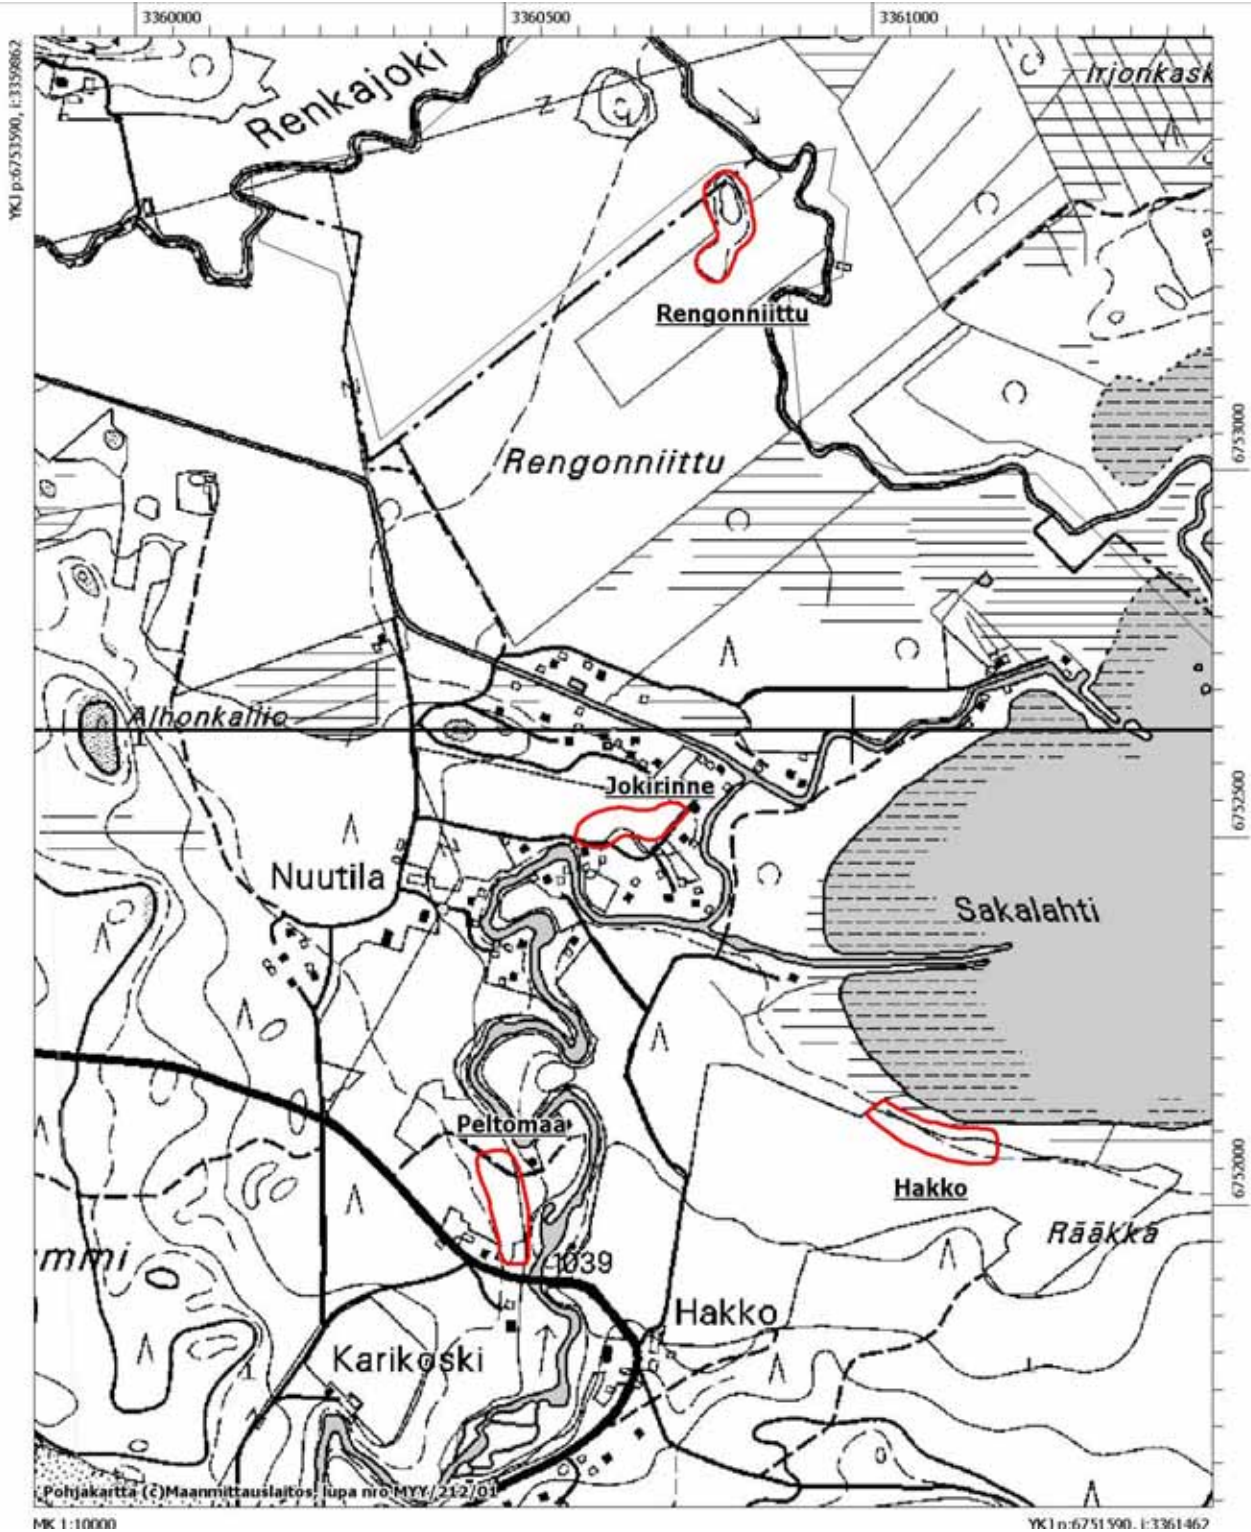 3360000
3360500
3361000
YKJ p:6753590, i:3359862
Renkajoki
Irjonkask
Rengonniittu
6753000
Rengonniittu
Alhonkallio
Jokirinne
6752500
Nuutila
Sakalahti
Peltomaa
6752000
Hakko
Rääkkä
mmi
1039
Hakko
Karikoski
Pohjakartta (c)Maanmittauslaitos, lupa nro MYY/212/01
MK 1:10000
YKJ p:6751590, i:3361462